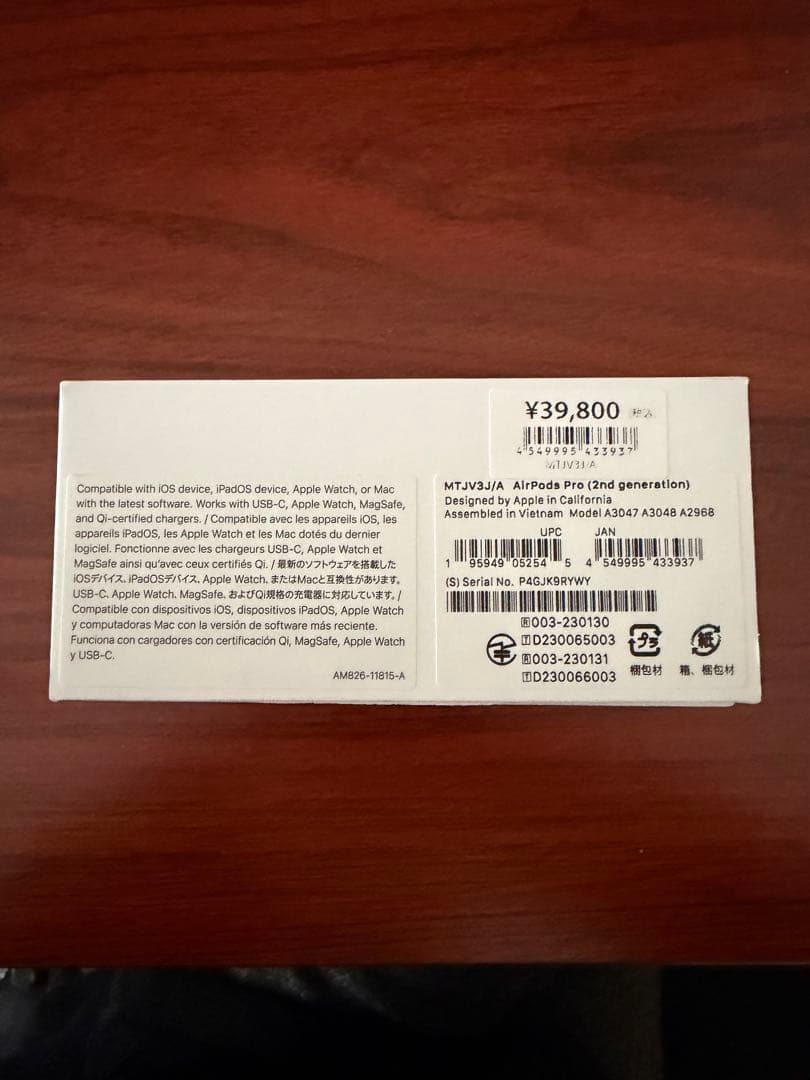 ¥39,800 税込
4 549995 433937
MTJV3J/A
Compatible with iOS device, iPadOS device, Apple Watch, or Mac
with the latest software. Works with USB-C, Apple Watch, MagSafe,
and Qi-certified chargers. / Compatible avec les appareils iOS, les
appareils iPadOS, les Apple Watch et les Mac dotés du dernier
logiciel. Fonctionne avec les chargeurs USB-C, Apple Watch et
MagSafe ainsi qu'avec ceux certifiés Qi. / 最新のソフトウェアを搭載した
iOSデバイス、iPadOSデバイス、Apple Watch、またはMacと互換性があります。
USB-C、Apple Watch、MagSafe、およびQi規格の充電器に対応しています。/
Compatible con dispositivos iOS, dispositivos iPadOS, Apple Watch
y computadoras Mac con la versión de software más reciente.
Funciona con cargadores con certificación Qi, MagSafe, Apple Watch
y USB-C.
AM826-11815-A
MTJV3J/A AirPods Pro (2nd generation)
Designed by Apple in California
Assembled in Vietnam Model A3047 A3048 A2968
UPC JAN
1 95949 05254 5 4 549995 433937
(S) Serial No. P4GJK9RYWY
R 003-230130
T D230065003
R 003-230131
T D230066003
プラ 紙
梱包材 箱、梱包材